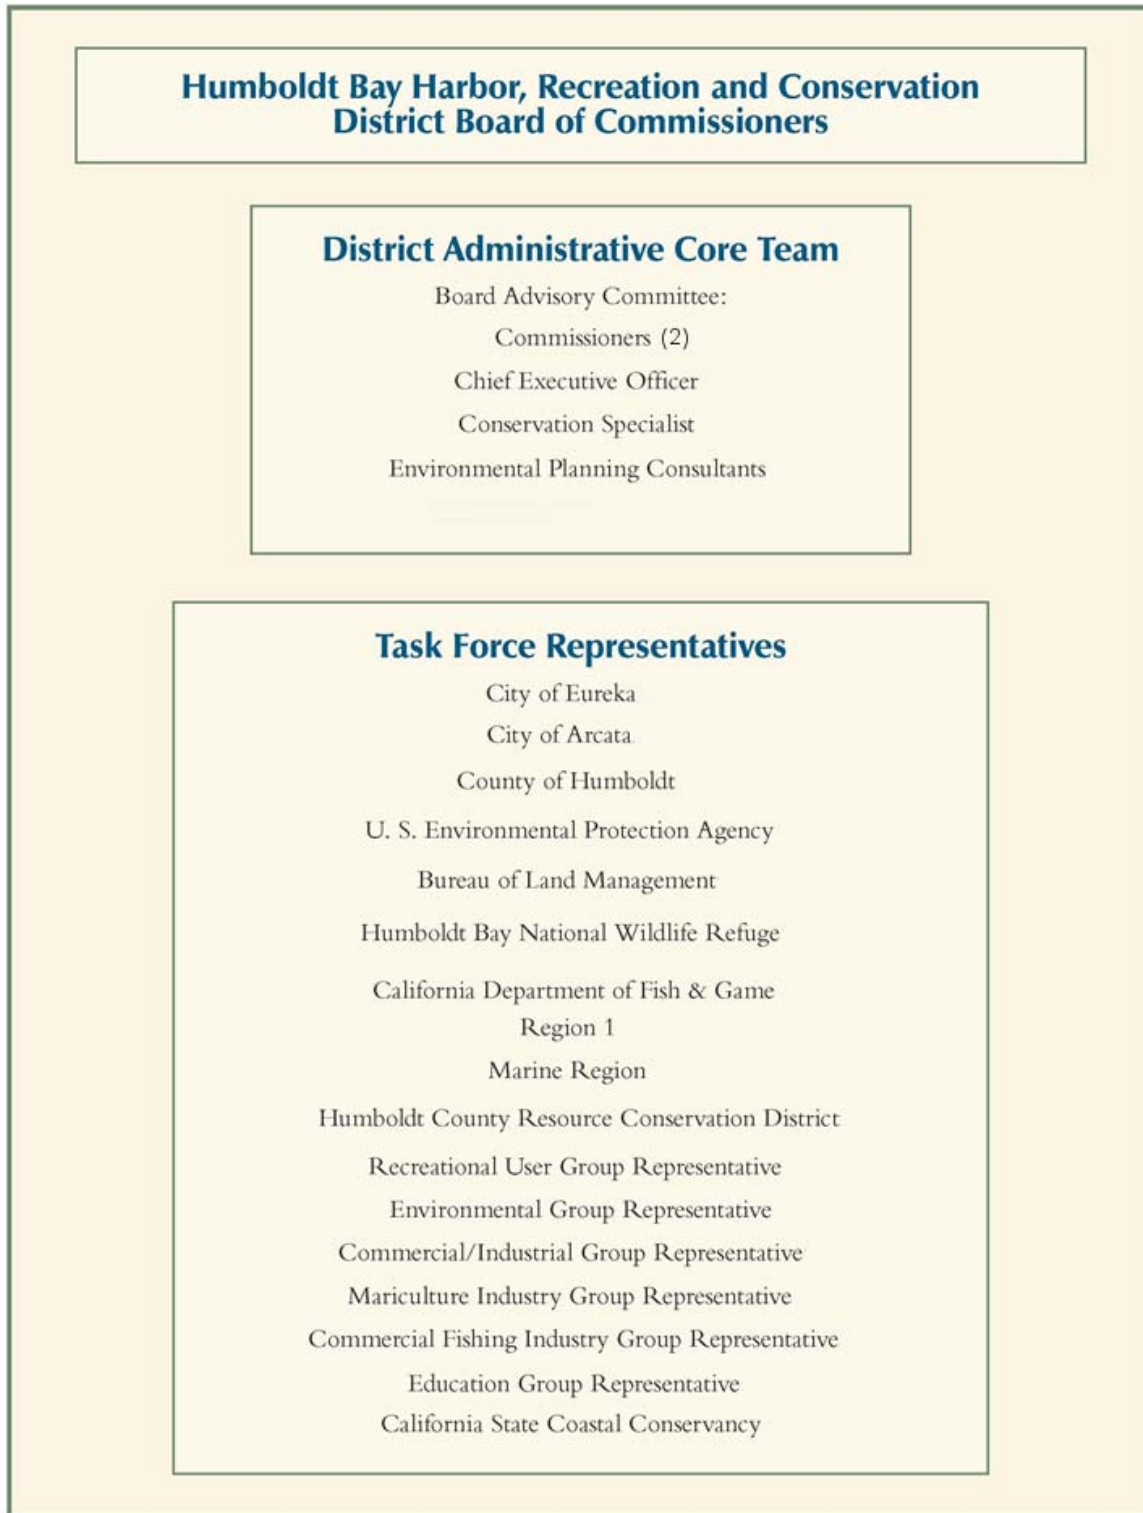 Humboldt Bay Harbor, Recreation and Conservation
District Board of Commissioners
District Administrative Core Team
Board Advisory Committee:
Commissioners (2)
Chief Executive Officer
Conservation Specialist
Environmental Planning Consultants
Task Force Representatives
City of Eureka
City of Arcata
County of Humboldt
U. S. Environmental Protection Agency
Bureau of Land Management
Humboldt Bay National Wildlife Refuge
California Department of Fish & Game
Region 1
Marine Region
Humboldt County Resource Conservation District
Recreational User Group Representative
Environmental Group Representative
Commercial/Industrial Group Representative
Mariculture Industry Group Representative
Commercial Fishing Industry Group Representative
Education Group Representative
California State Coastal Conservancy